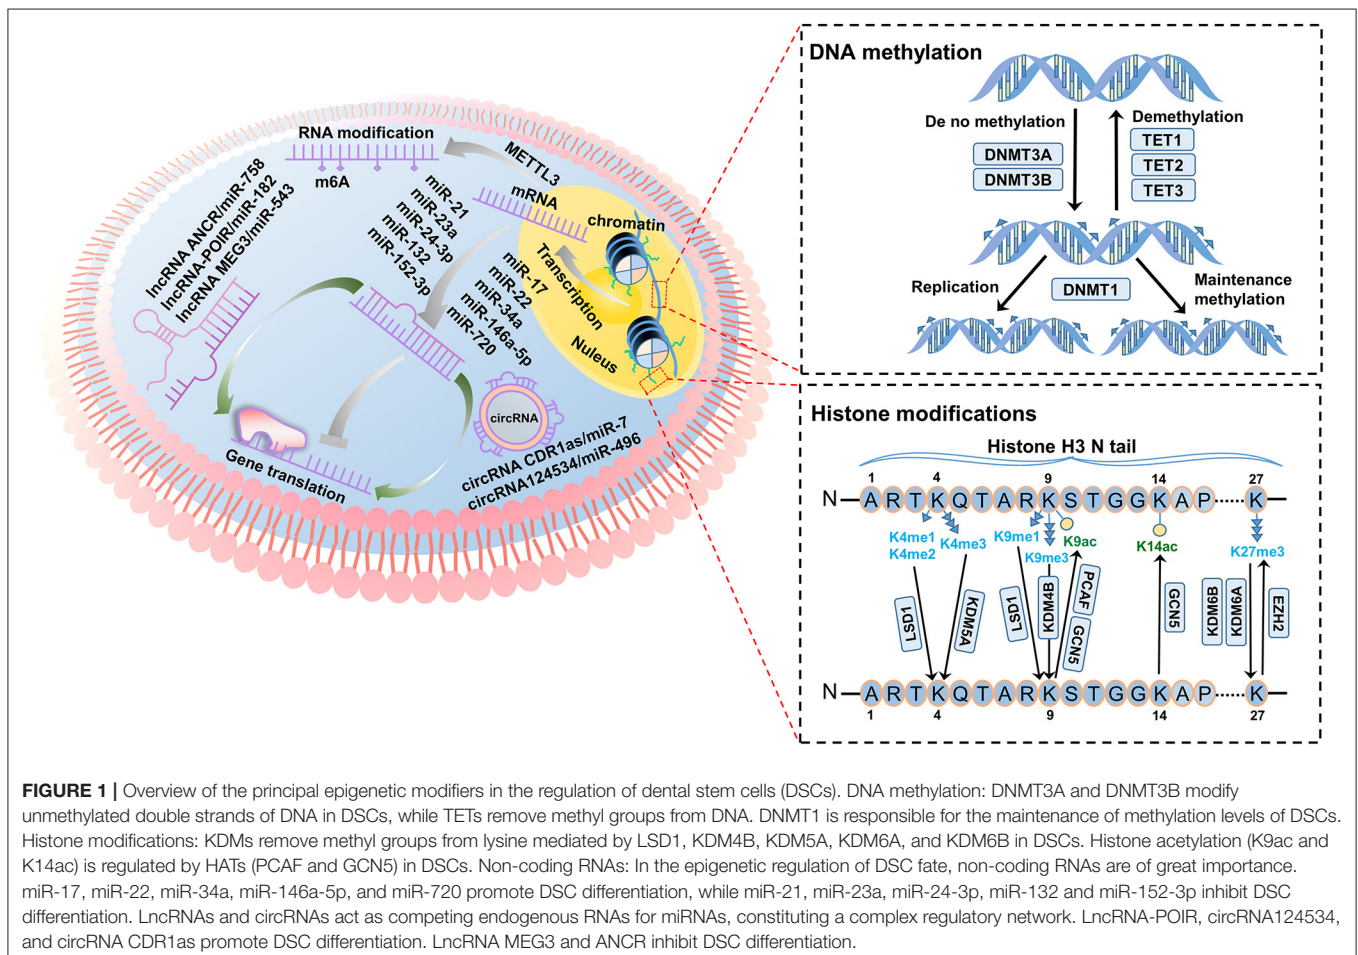 RNA modification
m6A
METTL3
mRNA
lncRNA ANCR/miR-758
lncRNA-POIR/miR-182
lncRNA MEG3/miR-543
miR-21
miR-23a
miR-24-3p
miR-132
miR-152-3p
miR-17
miR-22
miR-34a
miR-146a-5p
miR-720
chromatin
Transcription
Nuleus
circRNA
circRNA CDR1as/miR-7
circRNA124534/miR-496
Gene translation
DNA methylation
De no methylation
DNMT3A
DNMT3B
Demethylation
TET1
TET2
TET3
Replication
DNMT1
Maintenance
methylation
Histone modifications
Histone H3 N tail
1 4 9 14 27
N A R T K Q T A R K S T G G K A P ...... K
K4me1
K4me2
K4me3
K9me1
K9me3
K9ac
K14ac
K27me3
LSD1
KDM5A
LSD1
KDM4B
PCAF
GCN5
GCN5
KDM6B
KDM9A
EZH2
N A R T K Q T A R K S T G G K A P ...... K
1 4 9 14 27
FIGURE 1 | Overview of the principal epigenetic modifiers in the regulation of dental stem cells (DSCs). DNA methylation: DNMT3A and DNMT3B modify
unmethylated double strands of DNA in DSCs, while TETs remove methyl groups from DNA. DNMT1 is responsible for the maintenance of methylation levels of DSCs.
Histone modifications: KDMs remove methyl groups from lysine mediated by LSD1, KDM4B, KDM5A, KDM6A, and KDM6B in DSCs. Histone acetylation (K9ac and
K14ac) is regulated by HATs (PCAF and GCN5) in DSCs. Non-coding RNAs: In the epigenetic regulation of DSC fate, non-coding RNAs are of great importance.
miR-17, miR-22, miR-34a, miR-146a-5p, and miR-720 promote DSC differentiation, while miR-21, miR-23a, miR-24-3p, miR-132 and miR-152-3p inhibit DSC
differentiation. LncRNAs and circRNAs act as competing endogenous RNAs for miRNAs, constituting a complex regulatory network. LncRNA-POIR, circRNA124534,
and circRNA CDR1as promote DSC differentiation. LncRNA MEG3 and ANCR inhibit DSC differentiation.